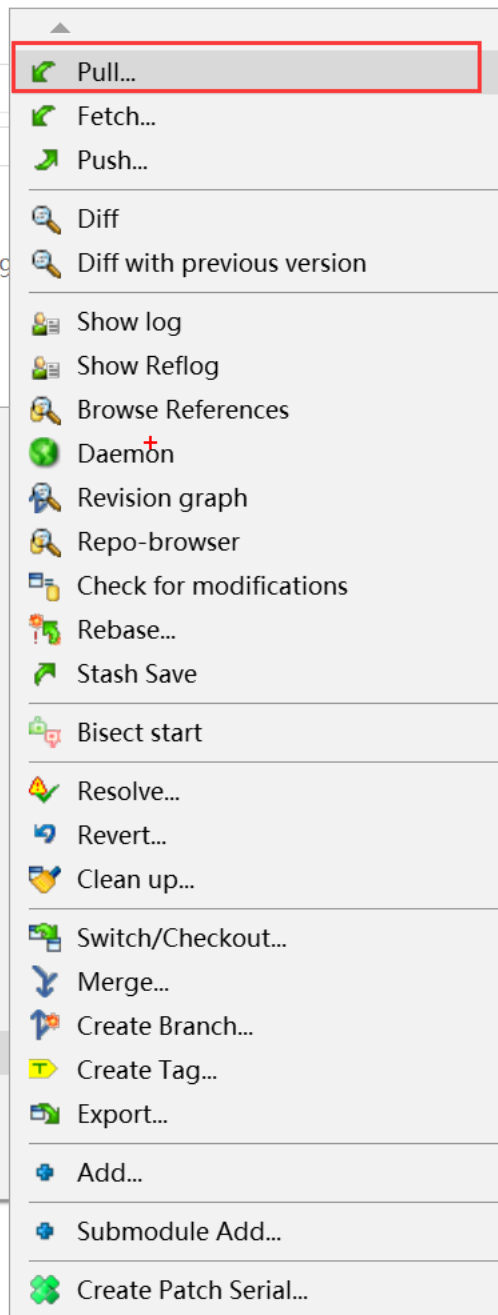 Pull...
Fetch...
Push...
Diff
Diff with previous version
Show log
Show Reflog
Browse References
Daemon
Revision graph
Repo-browser
Check for modifications
Rebase...
Stash Save
Bisect start
Resolve...
Revert...
Clean up...
Switch/Checkout...
Merge...
Create Branch...
Create Tag...
Export...
Add...
Submodule Add...
Create Patch Serial...